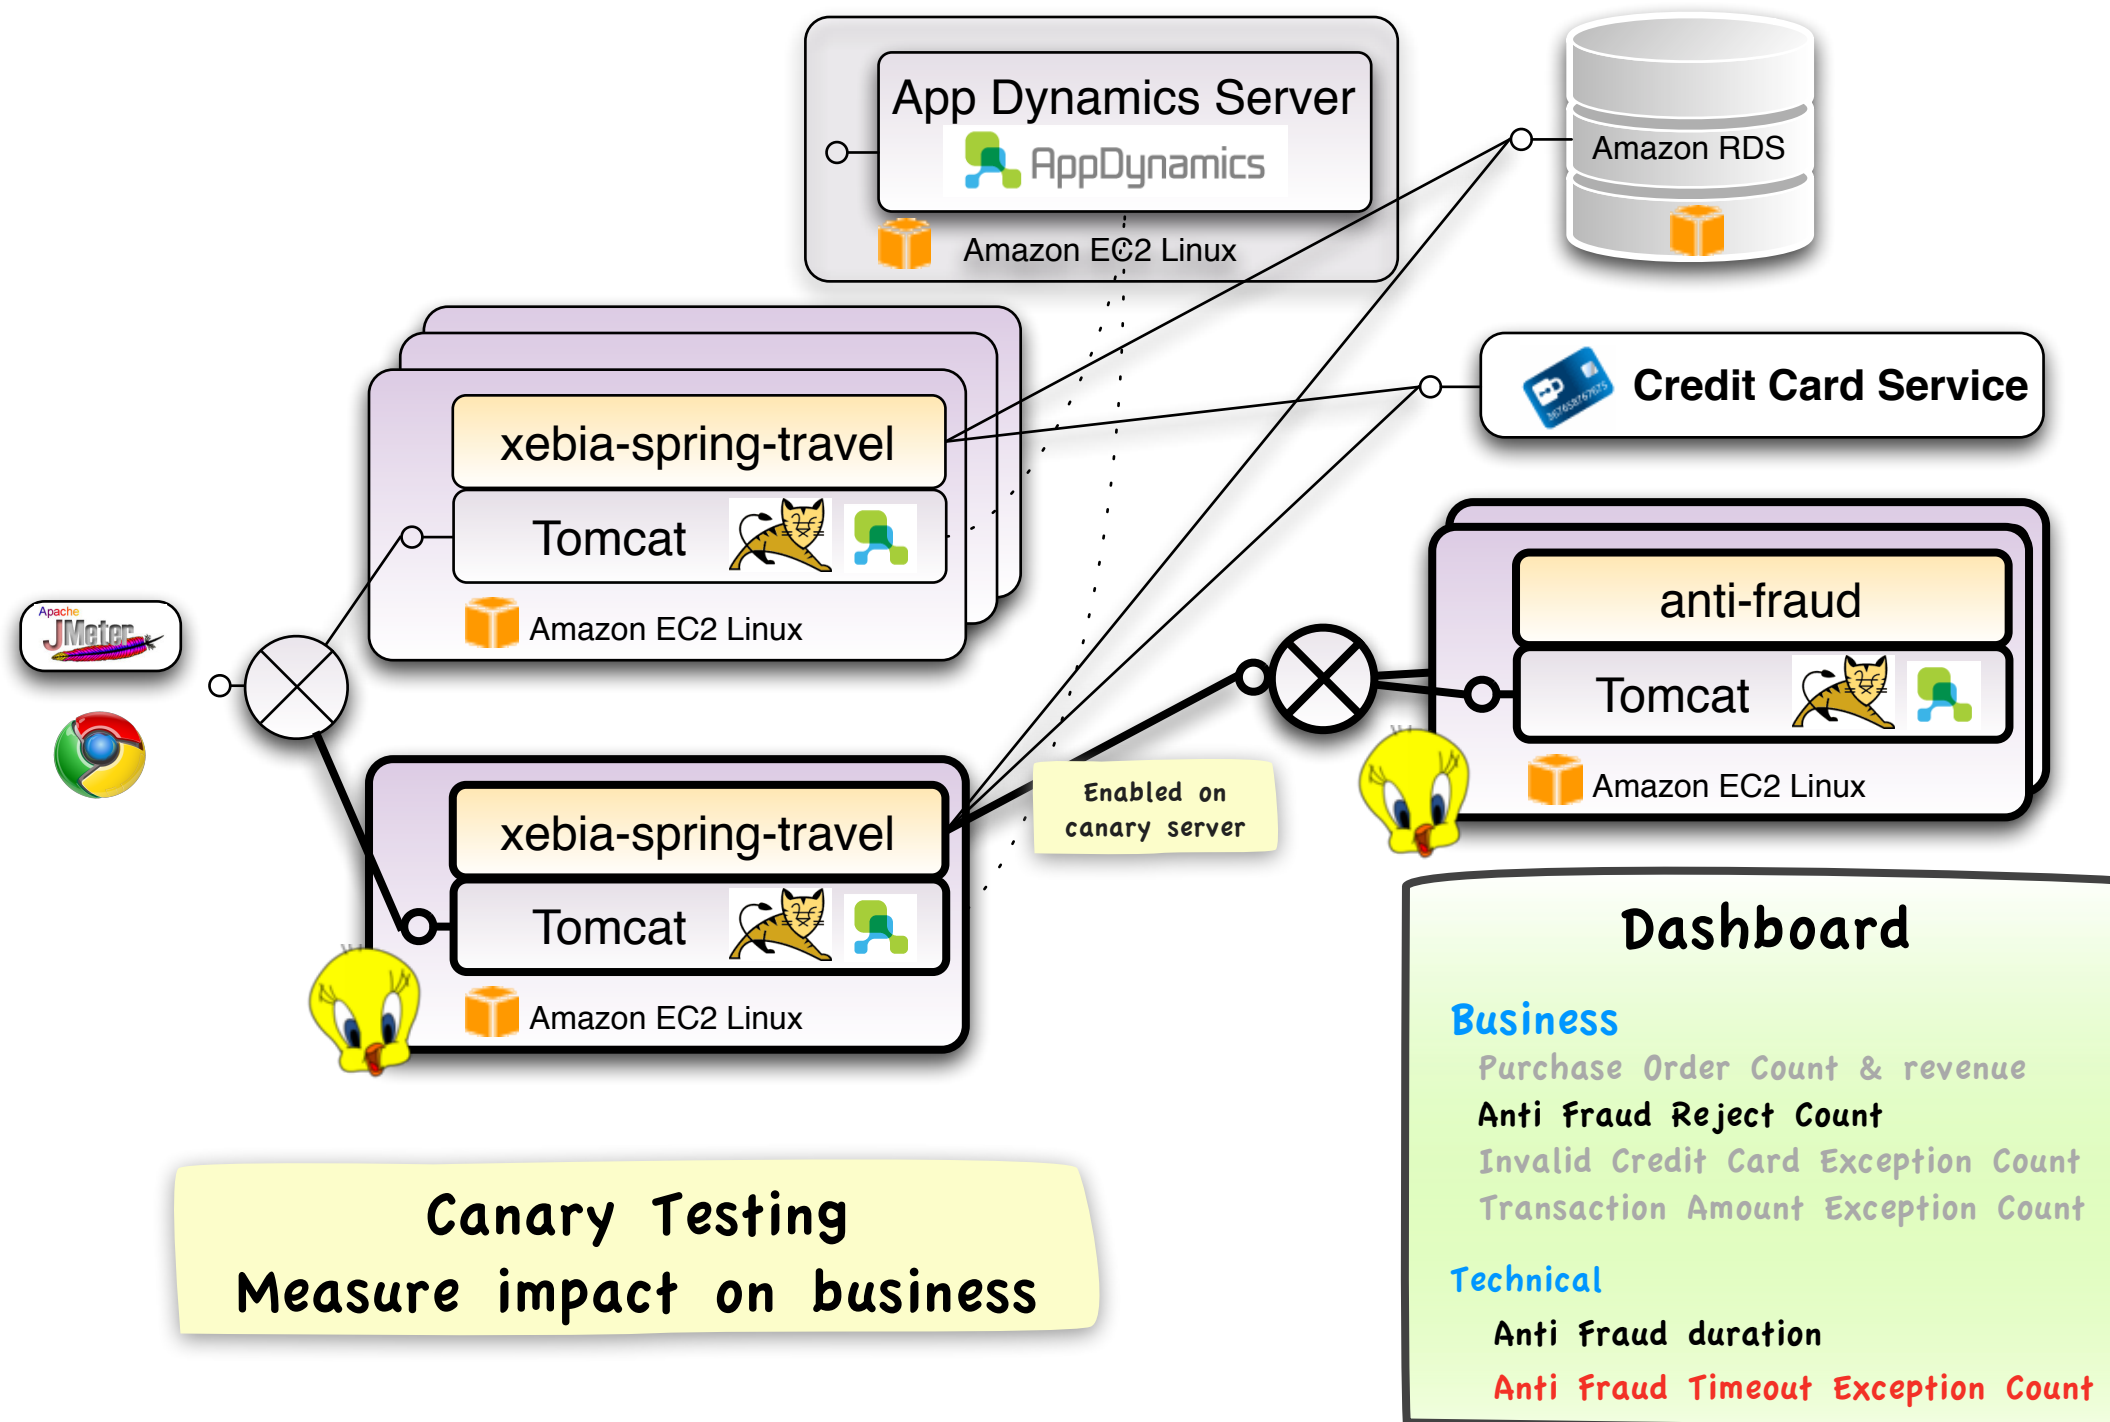 App Dynamics Server
AppDynamics
Amazon EC2 Linux
Amazon RDS
Credit Card Service
xebia-spring-travel
Tomcat
Amazon EC2 Linux
Apache
JMeter
anti-fraud
Tomcat
Amazon EC2 Linux
Enabled on
canary server
xebia-spring-travel
Tomcat
Amazon EC2 Linux
Canary Testing
Measure impact on business
Dashboard
Business
Purchase Order Count & revenue
Anti Fraud Reject Count
Invalid Credit Card Exception Count
Transaction Amount Exception Count
Technical
Anti Fraud duration
Anti Fraud Timeout Exception Count